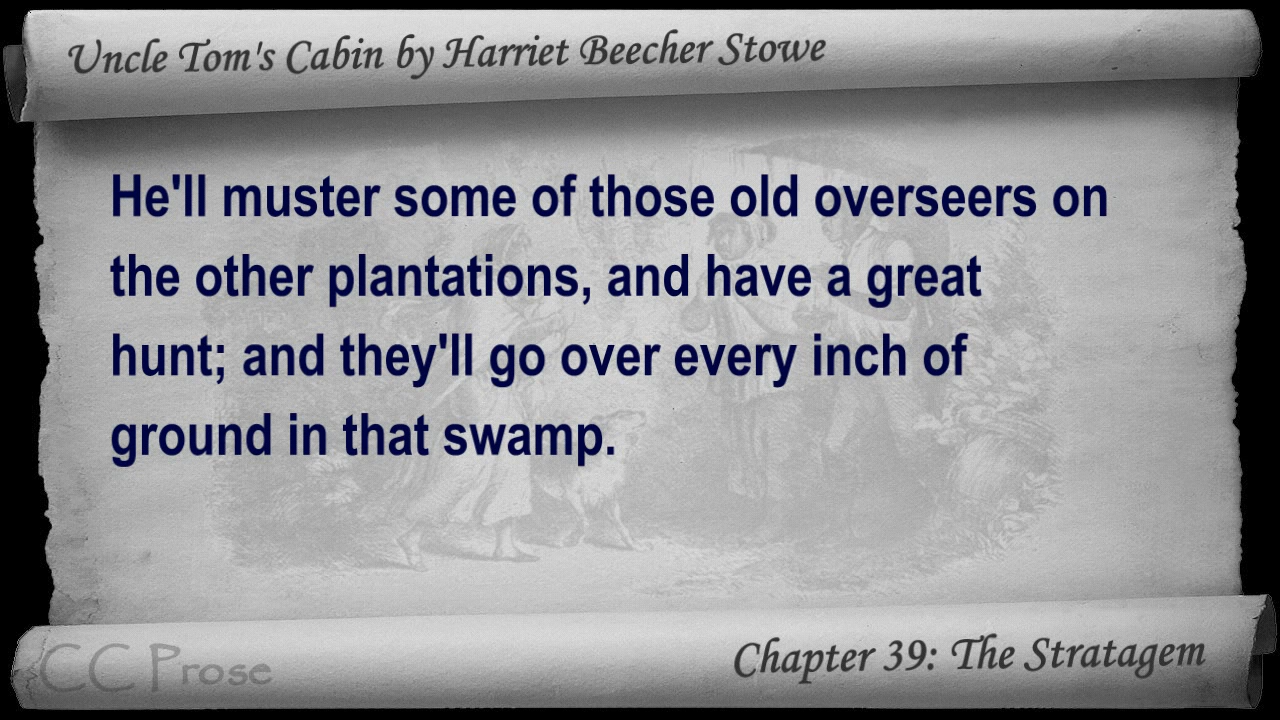 Uncle Tom's Cabin by Harriet Beecher Stowe
He'll muster some of those old overseers on
the other plantations, and have a great
hunt; and they'll go over every inch of
ground in that swamp.
CC Prose
Chapter 39: The Stratagem